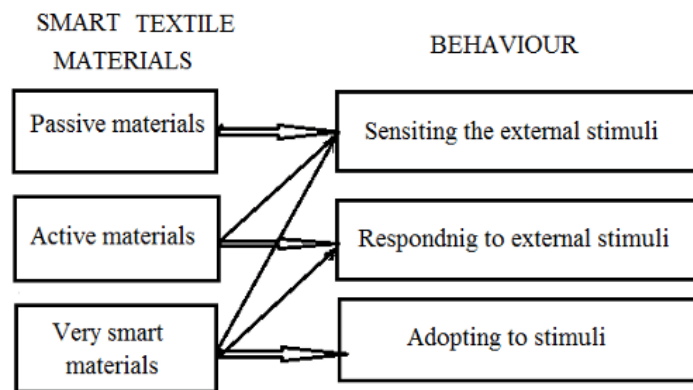 SMART TEXTILE
MATERIALS
BEHAVIOUR
Passive materials
Sensiting the external stimuli
Active materials
Respondnig to external stimuli
Very smart
materials
Adopting to stimuli